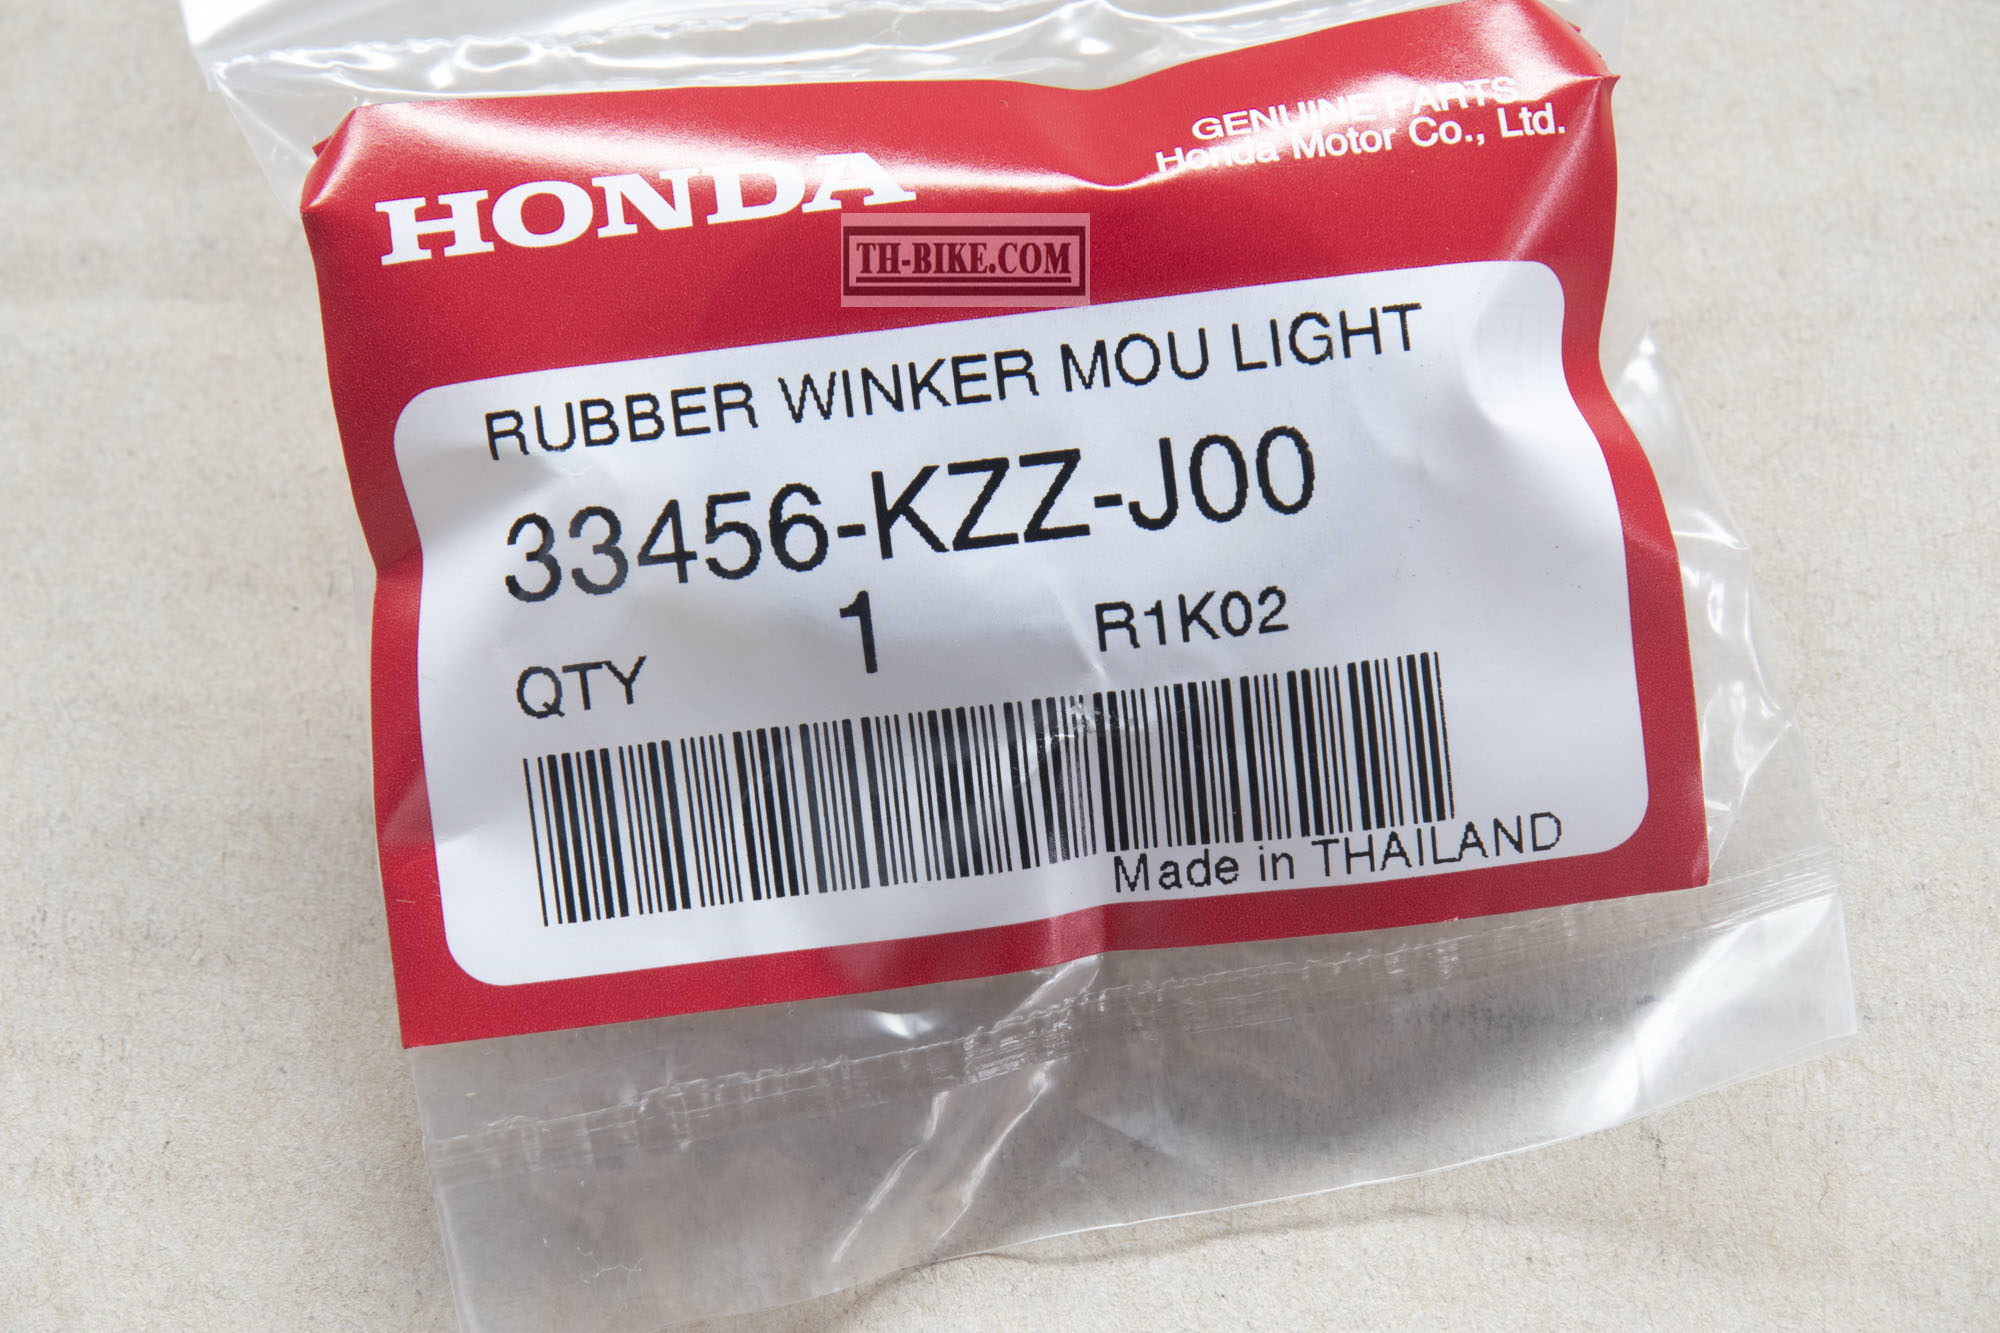 HONDA
GENUINE PARTS
Honda Motor Co., Ltd.
TH-BIKE.COM
RUBBER WINKER MOU LIGHT
33456-KZZ-J00
QTY 1 R1K02
Made in THAILAND